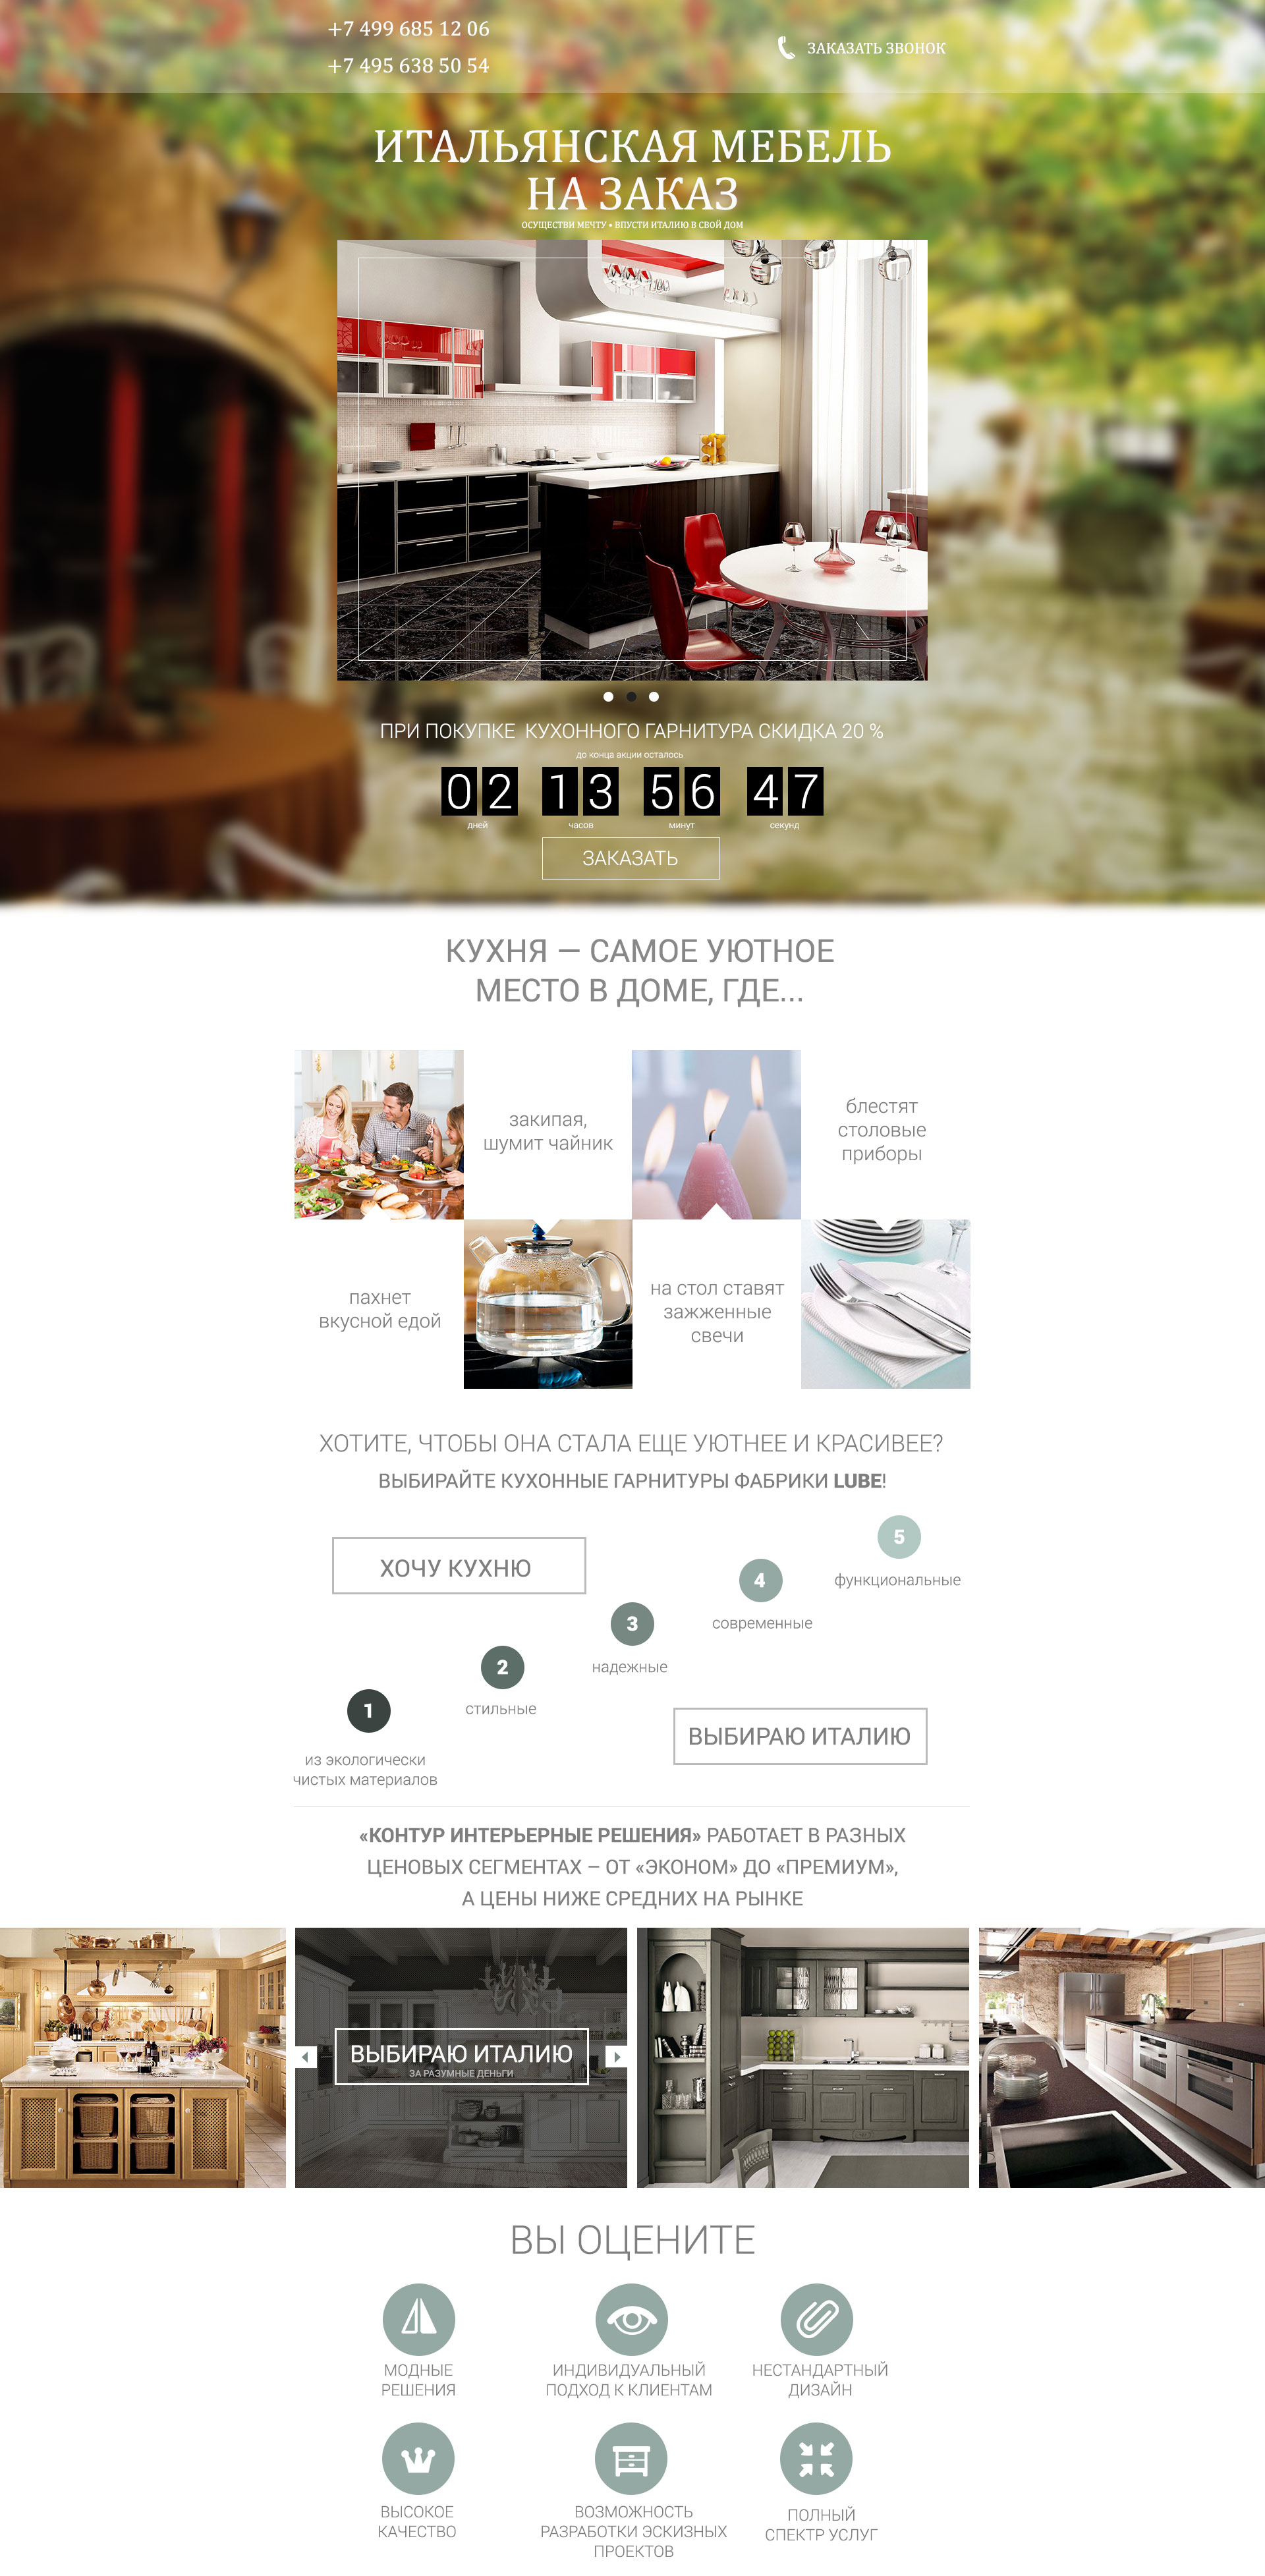 +7 499 685 12 06
+7 495 638 50 54
ЗАКАЗАТЬ ЗВОНОК
ИТАЛЬЯНСКАЯ МЕБЕЛЬ
НА ЗАКАЗ
ОСУЩЕСТВИ МЕЧТУ • ВПУСТИ ИТАЛИЮ В СВОЙ ДОМ
ПРИ ПОКУПКЕ КУХОННОГО ГАРНИТУРА СКИДКА 20 %
до конца акции осталось
02 13 56 47
дней часов минут секунд
ЗАКАЗАТЬ
КУХНЯ — САМОЕ УЮТНОЕ
МЕСТО В ДОМЕ, ГДЕ...
закипая,
шумит чайник
блестят
столовые
приборы
пахнет
вкусной едой
на стол ставят
зажженные
свечи
ХОТИТЕ, ЧТОБЫ ОНА СТАЛА ЕЩЕ УЮТНЕЕ И КРАСИВЕЕ?
ВЫБИРАЙТЕ КУХОННЫЕ ГАРНИТУРЫ ФАБРИКИ LUBE!
ХОЧУ КУХНЮ
5
функциональные
4
современные
3
надежные
2
стильные
1
из экологически
чистых материалов
ВЫБИРАЮ ИТАЛИЮ
«КОНТУР ИНТЕРЬЕРНЫЕ РЕШЕНИЯ» РАБОТАЕТ В РАЗНЫХ
ЦЕНОВЫХ СЕГМЕНТАХ – ОТ «ЭКОНОМ» ДО «ПРЕМИУМ»,
А ЦЕНЫ НИЖЕ СРЕДНИХ НА РЫНКЕ
ВЫБИРАЮ ИТАЛИЮ
ЗА РАЗУМНЫЕ ДЕНЬГИ
ВЫ ОЦЕНИТЕ
МОДНЫЕ
РЕШЕНИЯ
ИНДИВИДУАЛЬНЫЙ
ПОДХОД К КЛИЕНТАМ
НЕСТАНДАРТНЫЙ
ДИЗАЙН
ВЫСОКОЕ
КАЧЕСТВО
ВОЗМОЖНОСТЬ
РАЗРАБОТКИ ЭСКИЗНЫХ
ПРОЕКТОВ
ПОЛНЫЙ
СПЕКТР УСЛУГ